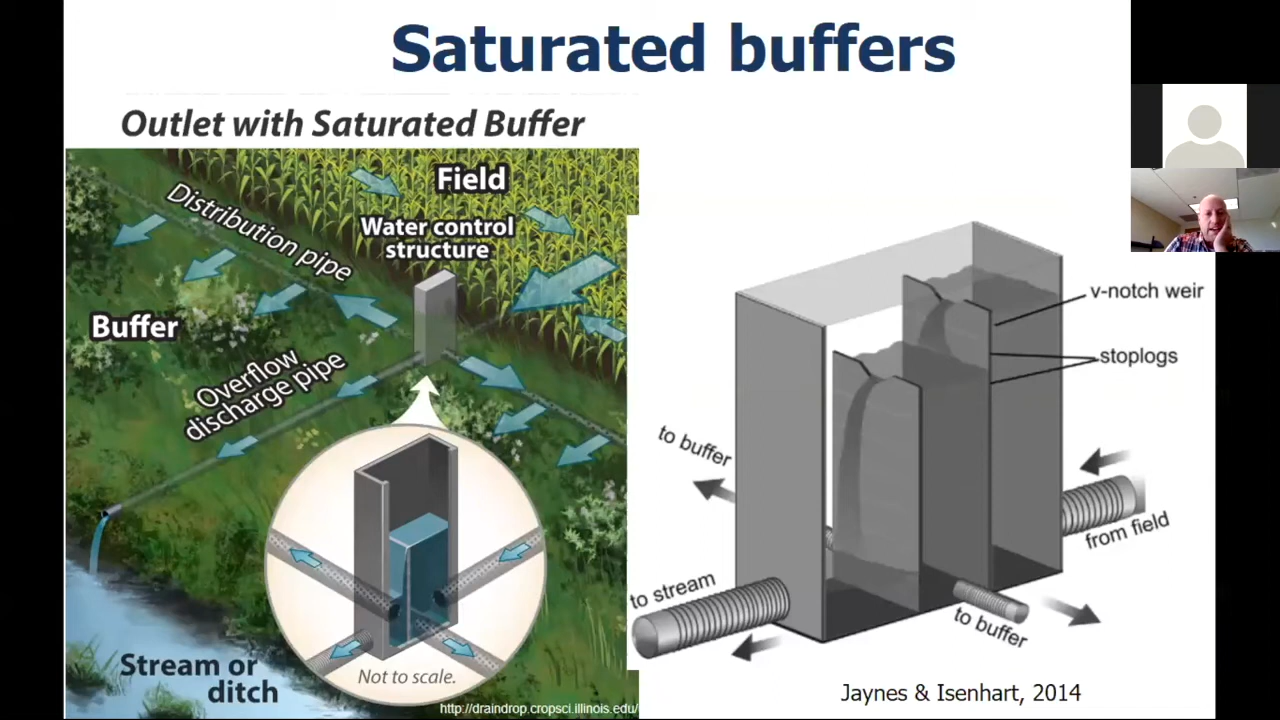 Saturated buffers
Outlet with Saturated Buffer
Field
Water control
structure
Distribution pipe
Buffer
Overflow
discharge pipe
Stream or
ditch
Not to scale.
http://draindrop.cropsci.illinois.edu/
v-notch weir
stoplogs
to buffer
from field
to stream
to buffer
Jaynes & Isenhart, 2014